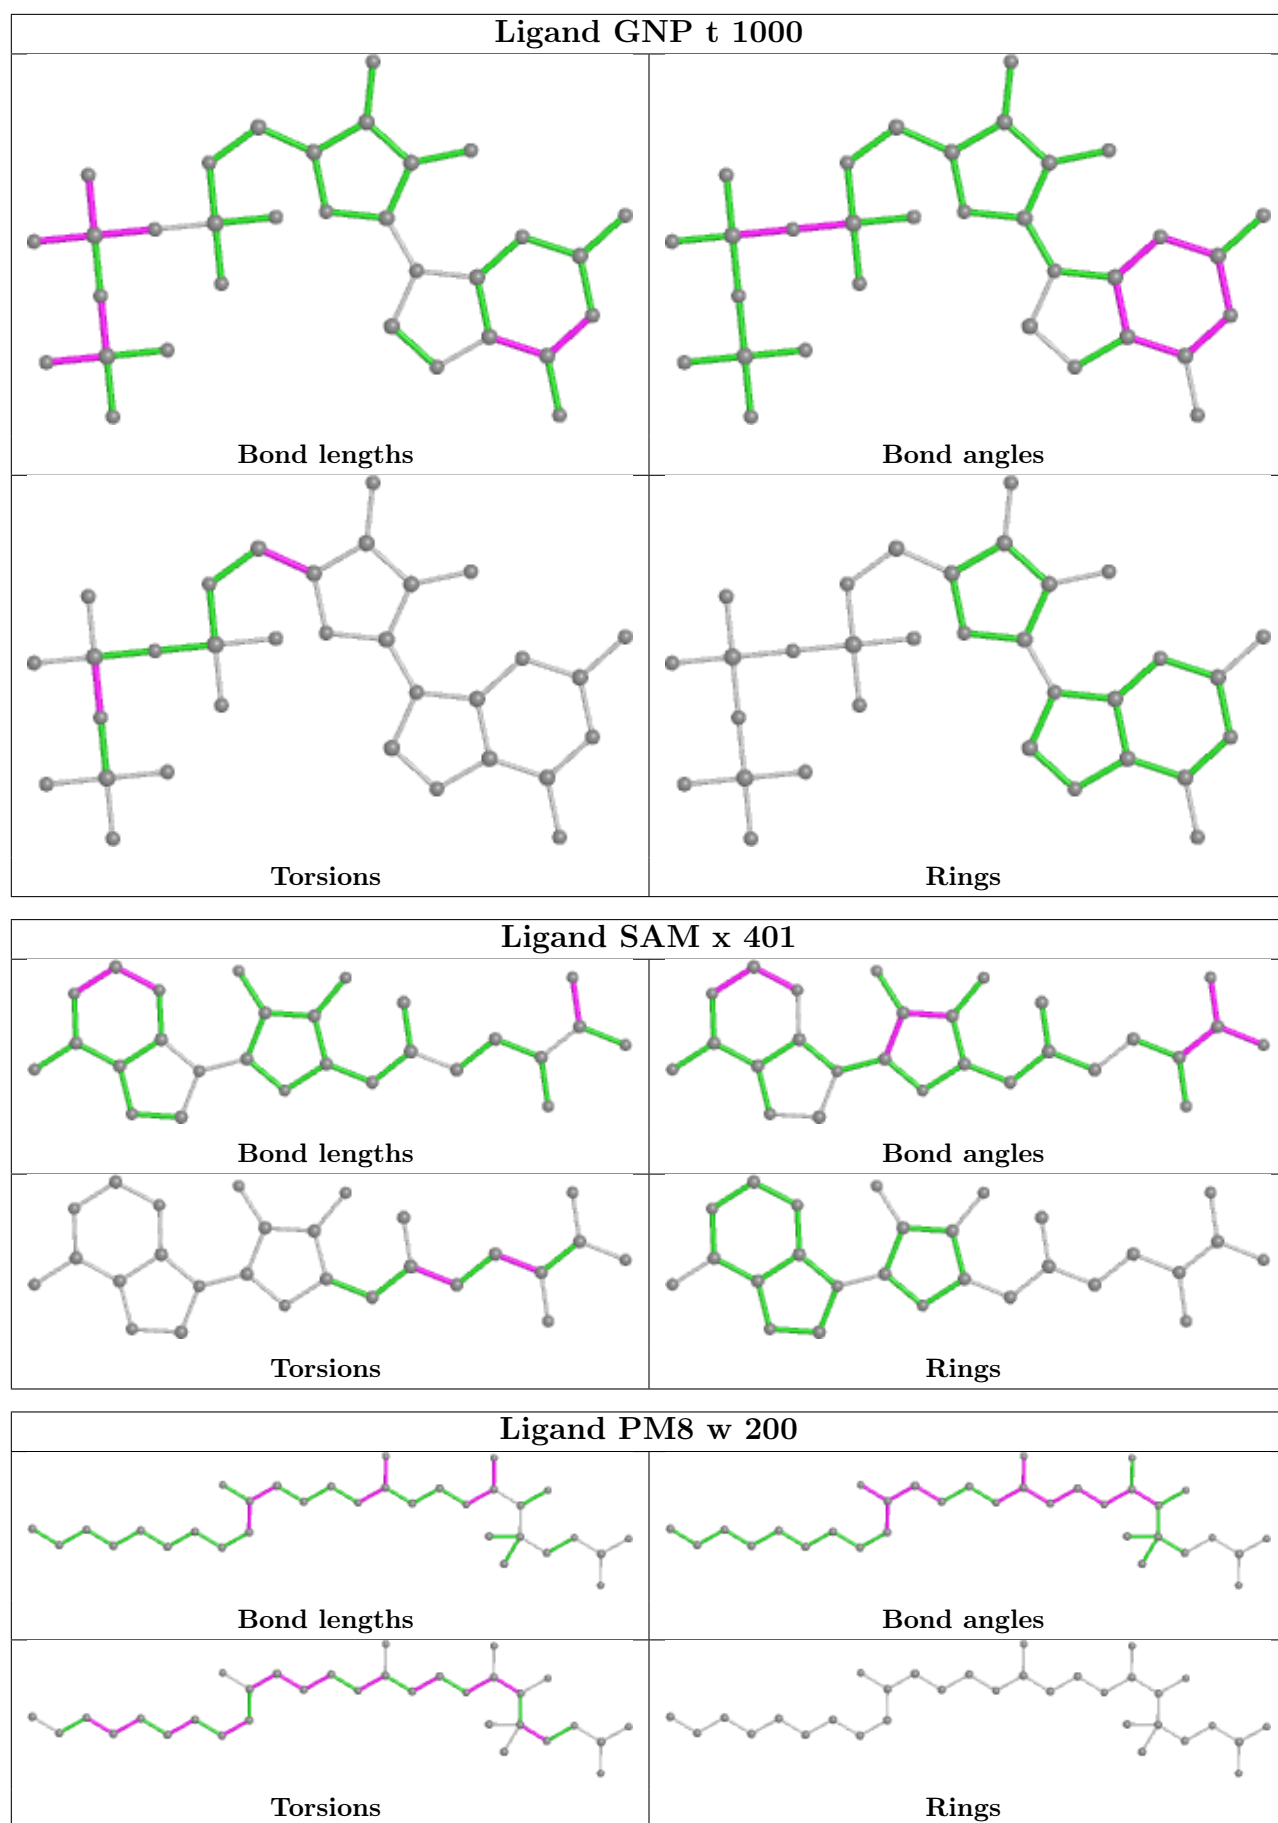 Ligand GNP t 1000
Bond lengths
Bond angles
Torsions
Rings
Ligand SAM x 401
Bond lengths
Bond angles
Torsions
Rings
Ligand PM8 w 200
Bond lengths
Bond angles
Torsions
Rings